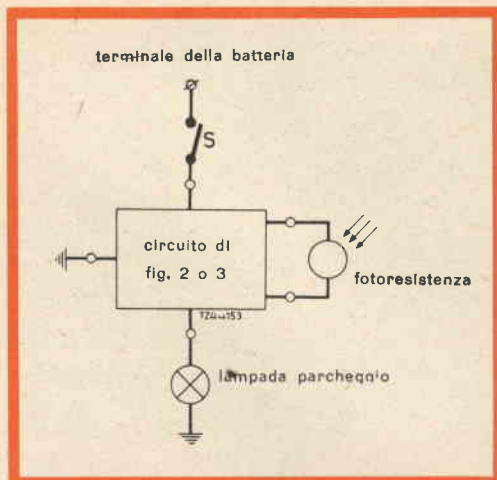 terminale della batteria
S
circuito di
fig. 2 o 3
fotoresistenza
lampada parcheggio